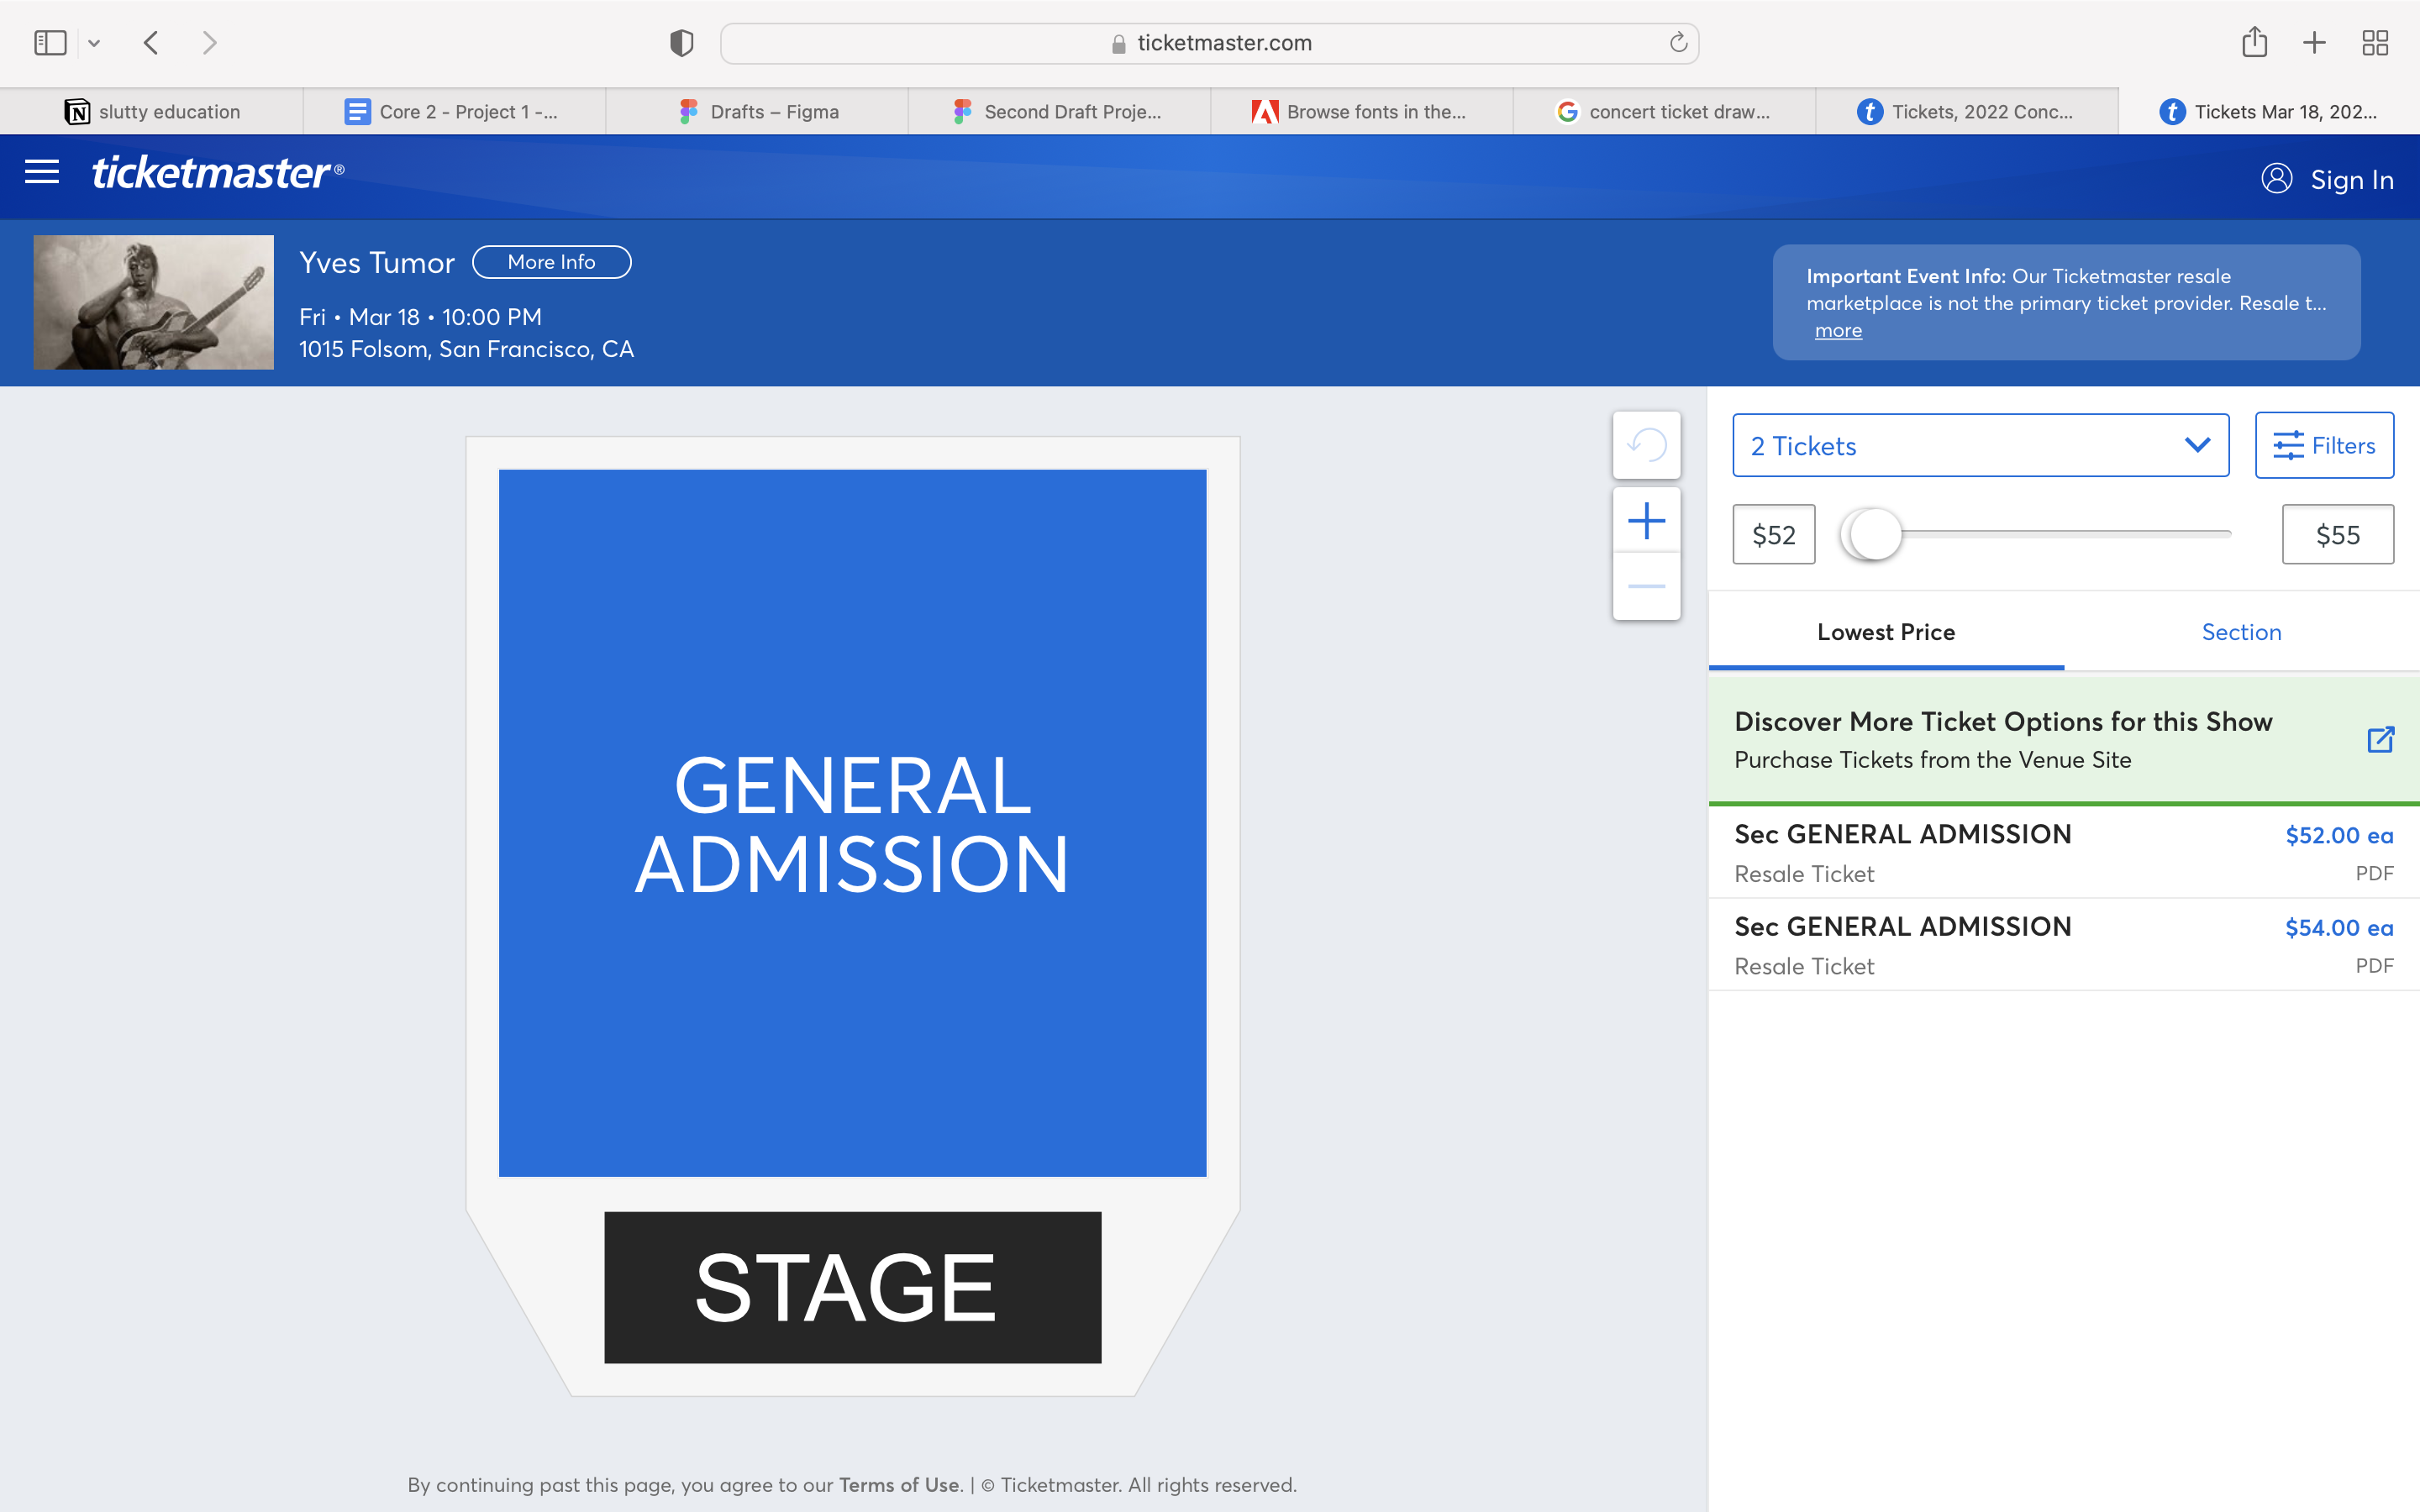 ticketmaster.com
slutty education
Core 2 - Project 1 -...
Drafts – Figma
Second Draft Proje...
Browse fonts in the...
concert ticket draw...
Tickets, 2022 Conc...
Tickets Mar 18, 202...
ticketmaster®
Sign In
Yves Tumor
More Info
Fri • Mar 18 • 10:00 PM
1015 Folsom, San Francisco, CA
Important Event Info: Our Ticketmaster resale
marketplace is not the primary ticket provider. Resale t...
more
2 Tickets
Filters
$52
$55
Lowest Price
Section
Discover More Ticket Options for this Show
Purchase Tickets from the Venue Site
Sec GENERAL ADMISSION
$52.00 ea
Resale Ticket
PDF
Sec GENERAL ADMISSION
$54.00 ea
Resale Ticket
PDF
GENERAL
ADMISSION
STAGE
By continuing past this page, you agree to our Terms of Use. | © Ticketmaster. All rights reserved.